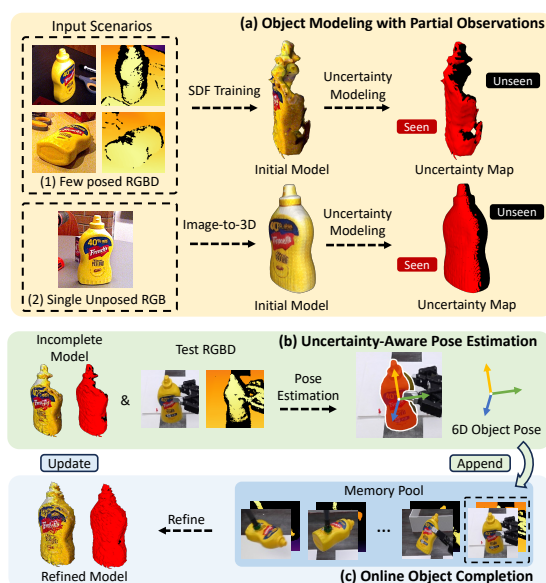 Input Scenarios
(a) Object Modeling with Partial Observations
SDF Training
Uncertainty
Modeling
Unseen
Seen
(1) Few posed RGBD
Initial Model
Uncertainty Map
40%
French's
Image-to-3D
Uncertainty
Modeling
Unseen
Seen
(2) Single Unposed RGB
Initial Model
Uncertainty Map
(b) Uncertainty-Aware Pose Estimation
Incomplete
Model
Test RGBD
&
Pose
Estimation
6D Object Pose
Update
Append
Memory Pool
Refine
...
Refined Model
(c) Online Object Completion